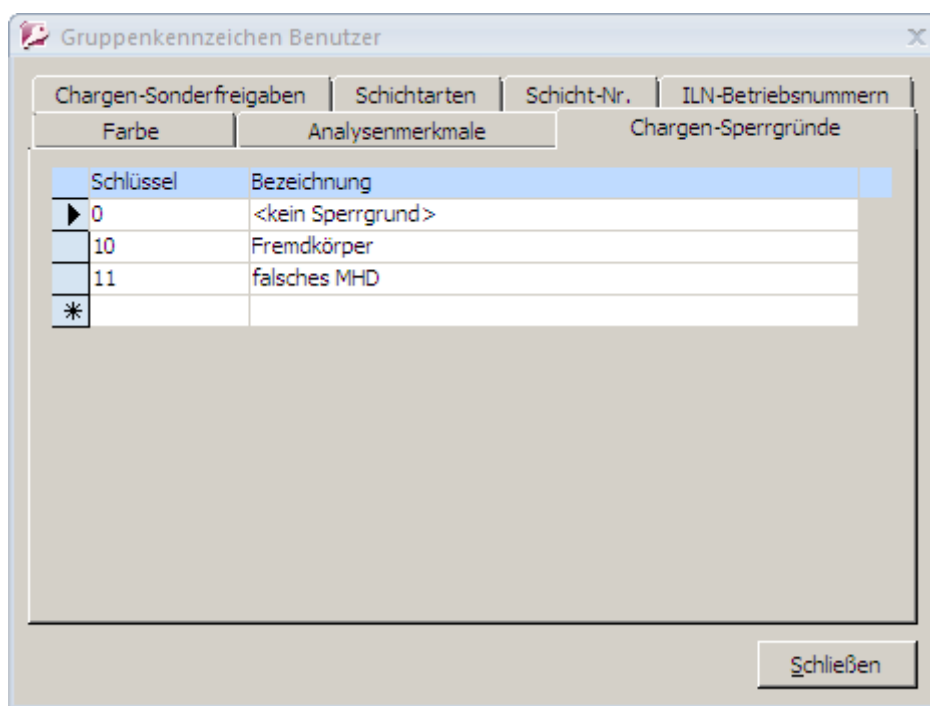 Gruppenkennzeichen Benutzer
Chargen-Sonderfreigaben Schichtarten Schicht-Nr. ILN-Betriebsnummern
Farbe Analysenmerkmale Chargen-Sperrgründe
Schlüssel Bezeichnung
0 <kein Sperrgrund>
10 Fremdkörper
11 falsches MHD
Schließen